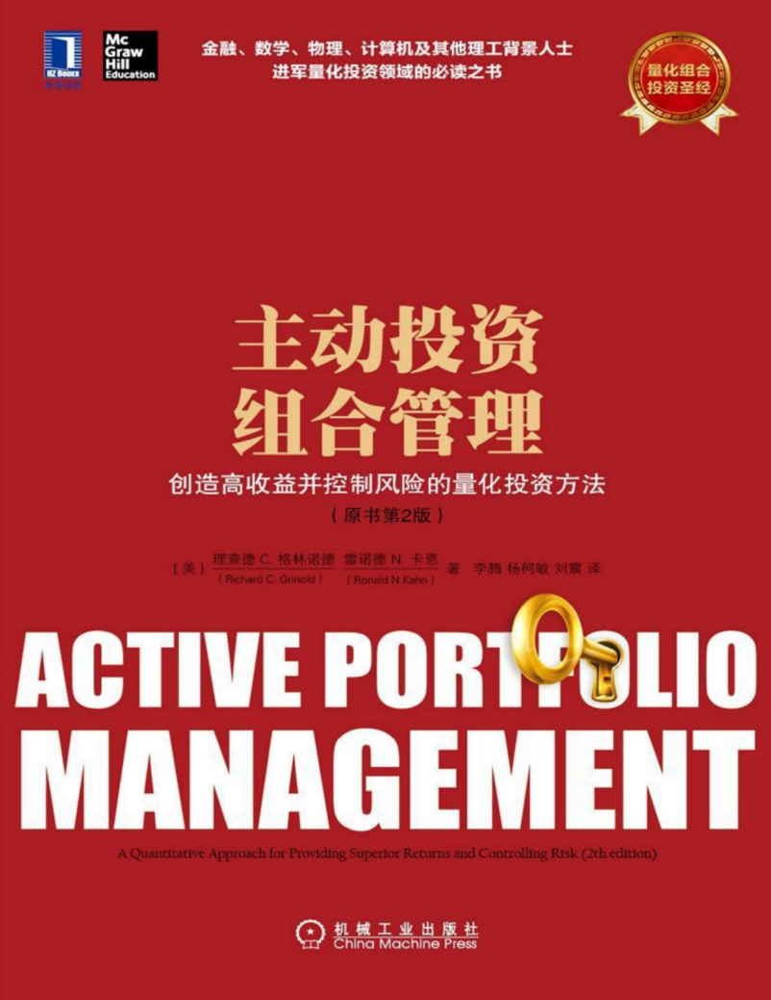 HZ Books
华章经管
Mc
Graw
Hill
Education
金融、数学、物理、计算机及其他理工背景人士
进军量化投资领域的必读之书
量化组合
投资圣经
主动投资
组合管理
创造高收益并控制风险的量化投资方法
(原书第2版)
[美] 理查德 C. 格林诺德 雷诺德 N. 卡恩 著 李腾 杨柯敏 刘震 译
(Richard C. Grinold) (Ronald N.Kahn)
ACTIVE PORTFOLIO
MANAGEMENT
A Quantitative Approach for Providing Superior Returns and Controlling Risk (2th edition)
机械工业出版社
China Machine Press